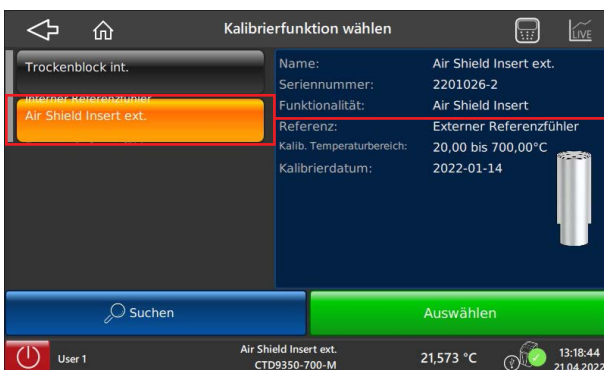 Kalibrierfunktion wählen
LIVE
Trockenblock int.
Interner Referenzfühler
Air Shield Insert ext.
Name: Air Shield Insert ext.
Seriennummer: 2201026-2
Funktionalität: Air Shield Insert
Referenz: Externer Referenzfühler
Kalib. Temperaturbereich: 20,00 bis 700,00°C
Kalibrierdatum: 2022-01-14
Suchen
Auswählen
User 1
Air Shield Insert ext.
CTD9350-700-M
21,573 °C
13:18:44
21.04.2022